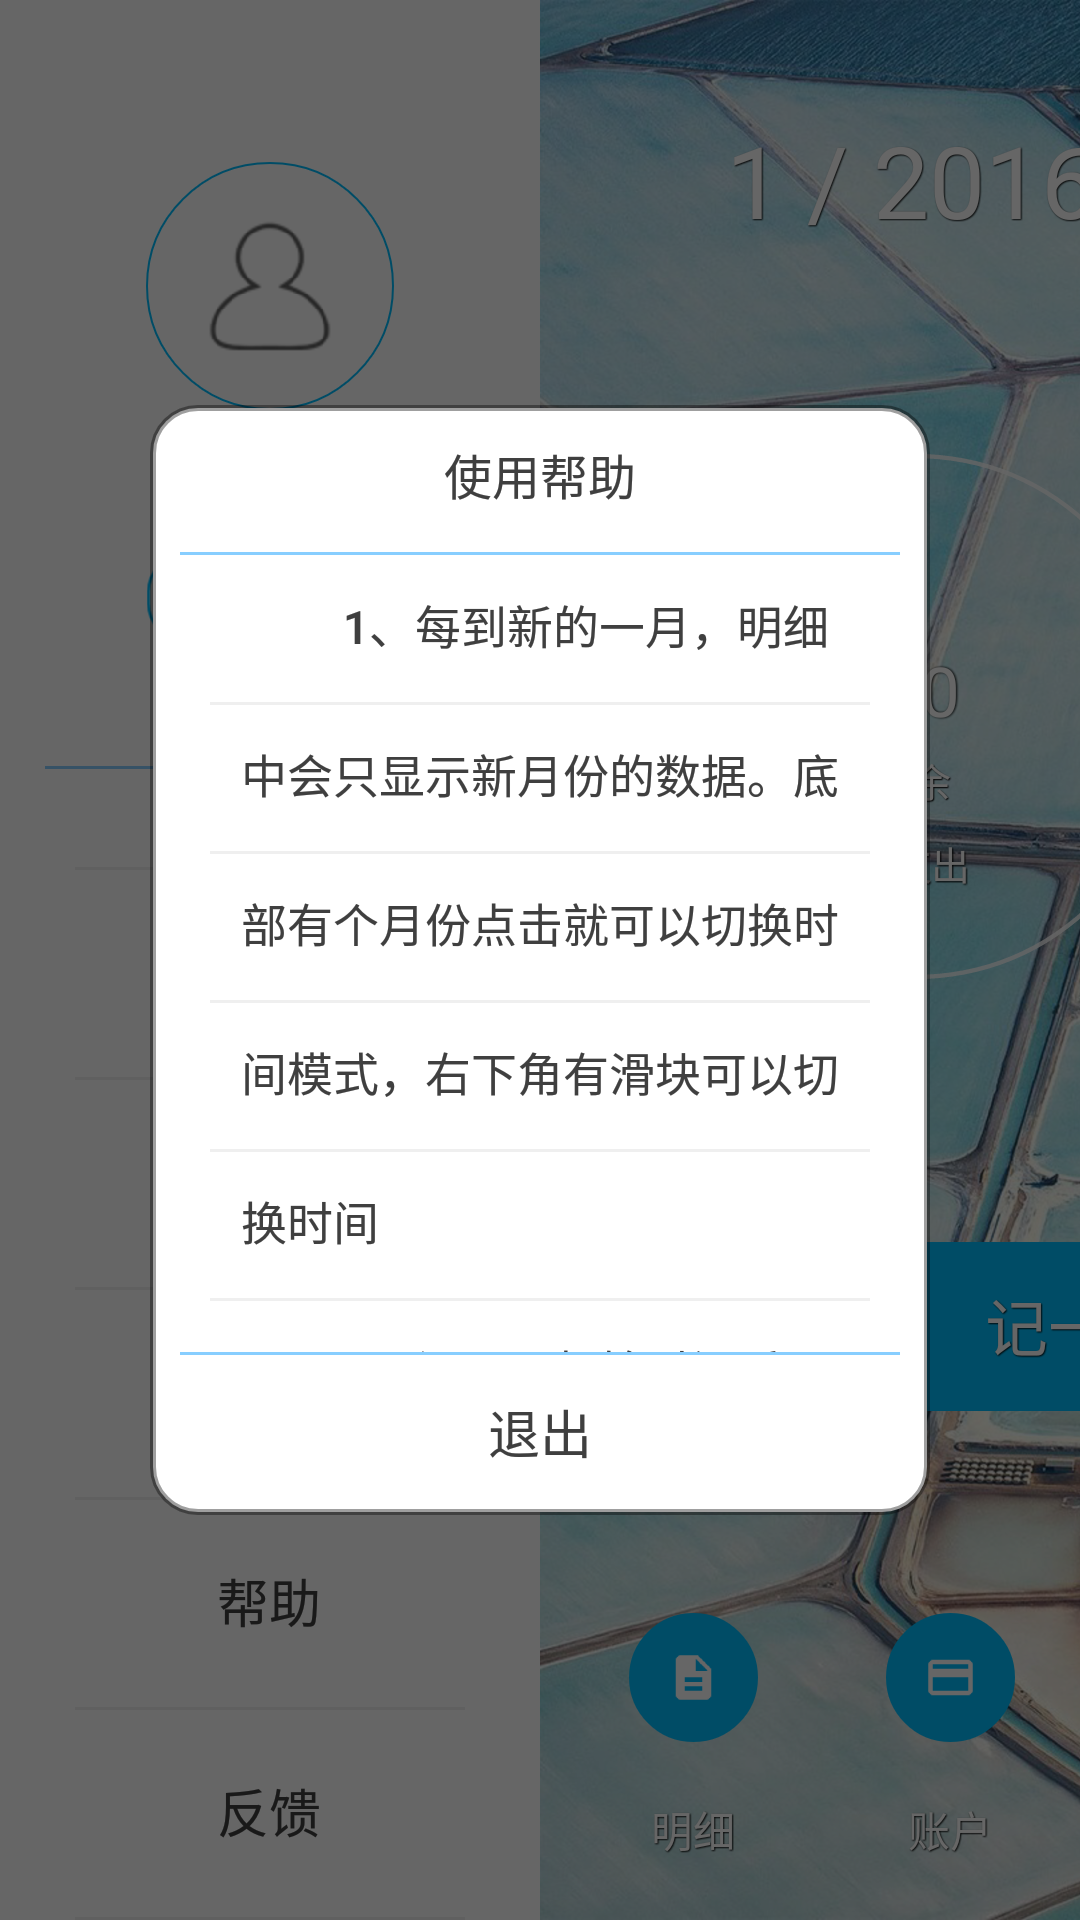 1 / 2016
使用帮助
1、每到新的一月，明细
中会只显示新月份的数据。底
部有个月份点击就可以切换时
间模式，右下角有滑块可以切
换时间
退出
0
余
出
记一
帮助
反馈
明细
账户